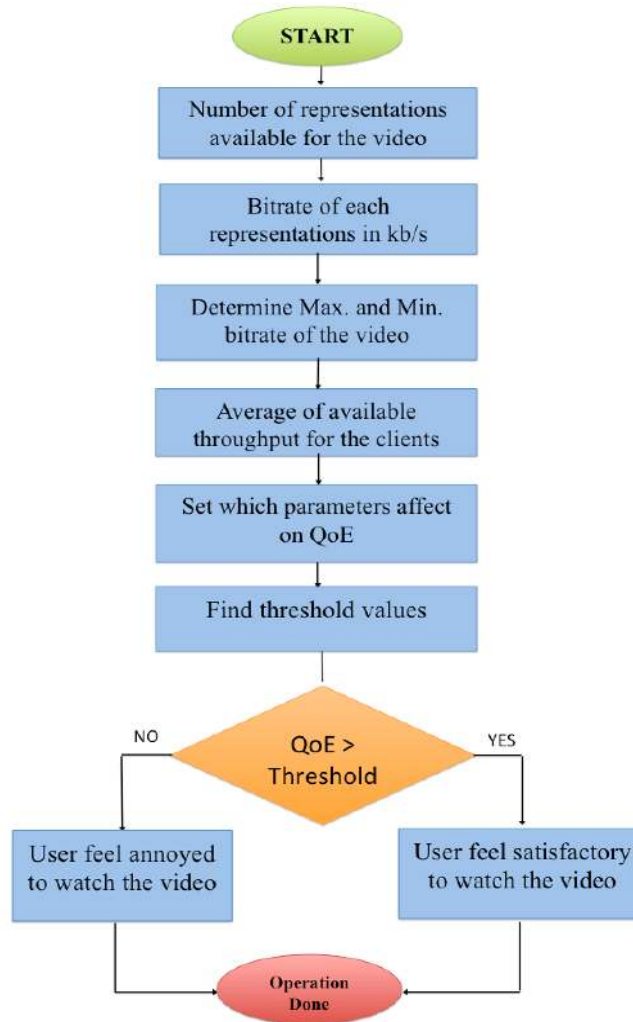 START
Number of representations
available for the video
Bitrate of each
representations in kb/s
Determine Max. and Min.
bitrate of the video
Average of available
throughput for the clients
Set which parameters affect
on QoE
Find threshold values
QoE >
Threshold
NO
YES
User feel annoyed
to watch the video
User feel satisfactory
to watch the video
Operation
Done